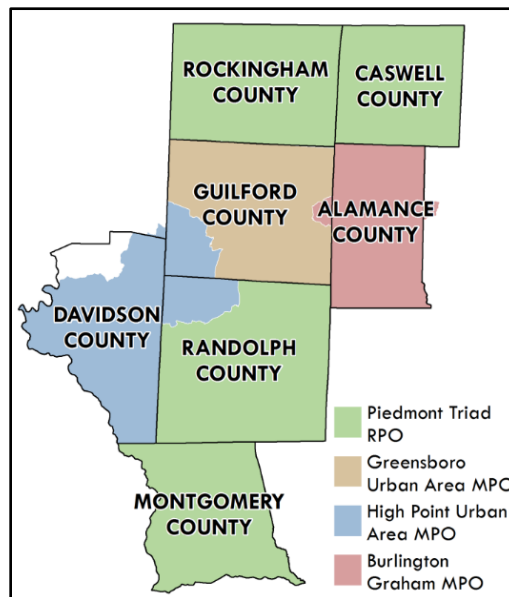 ROCKINGHAM
COUNTY
CASWELL
COUNTY
GUILFORD
COUNTY
ALAMANCE
COUNTY
DAVIDSON
COUNTY
RANDOLPH
COUNTY
MONTGOMERY
COUNTY
Piedmont Triad
RPO
Greensboro
Urban Area MPO
High Point Urban
Area MPO
Burlington
Graham MPO